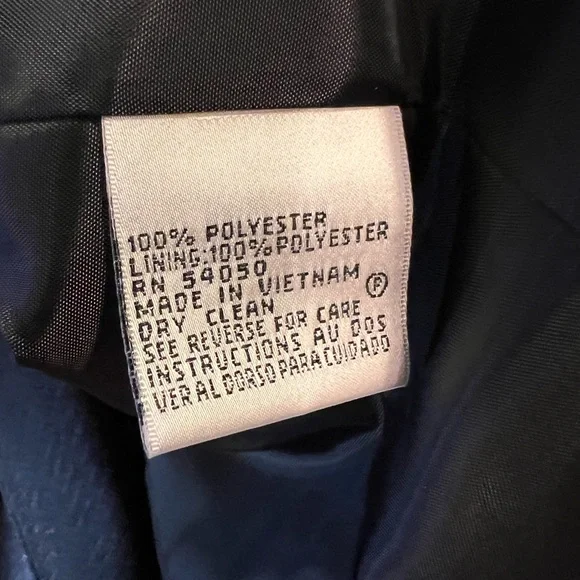 100% POLYESTER
LINING:100% POLYESTER
RN 54050
MADE IN VIETNAM
DRY CLEAN Ⓟ
SEE REVERSE FOR CARE
INSTRUCTIONS AU DOS
VER AL DORSO PARA CUIDADO